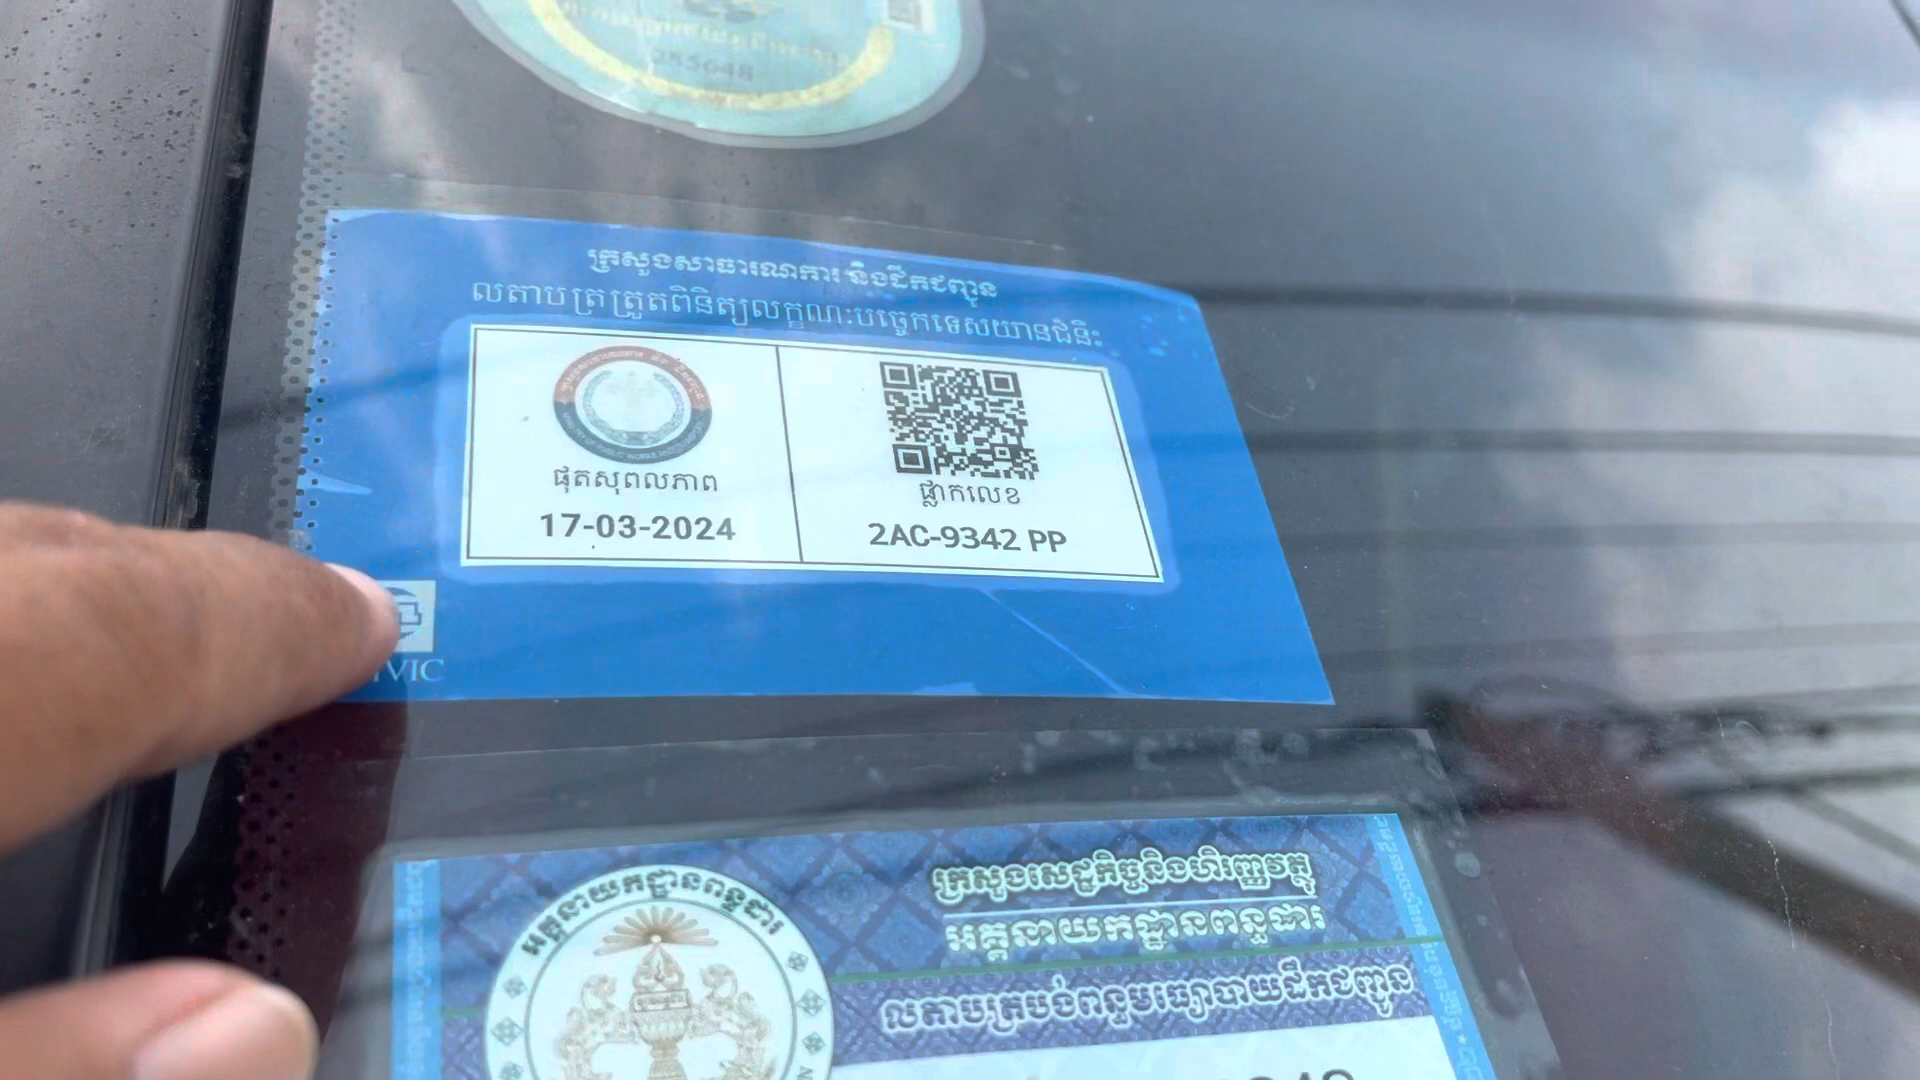 285648
ក្រសួងសាធារណការ និងដឹកជញ្ជូន
លតាបត្រត្រួតពិនិត្យលក្ខណៈបច្ចេកទេសយានជំនិះ
ផុតសុពលភាព
17-03-2024
ផ្លាកលេខ
2AC-9342 PP
VIC
ក្រសួងសេដ្ឋកិច្ចនិងហិរញ្ញវត្ថុ
អគ្គនាយកដ្ឋានពន្ធដារ
អគ្គនាយកដ្ឋានពន្ធដារ
លតាបត្របង់ពន្ធមធ្យោបាយដឹកជញ្ជូន